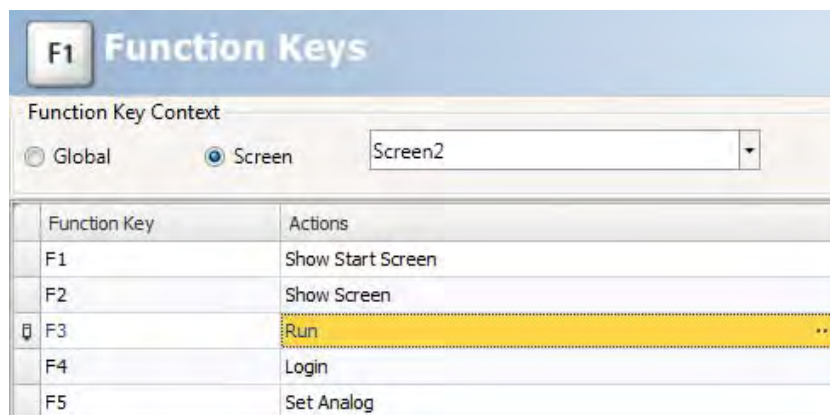 F1 Function Keys
Function Key Context
Global Screen Screen2
Function Key Actions
F1 Show Start Screen
F2 Show Screen
F3 Run ..
F4 Login
F5 Set Analog